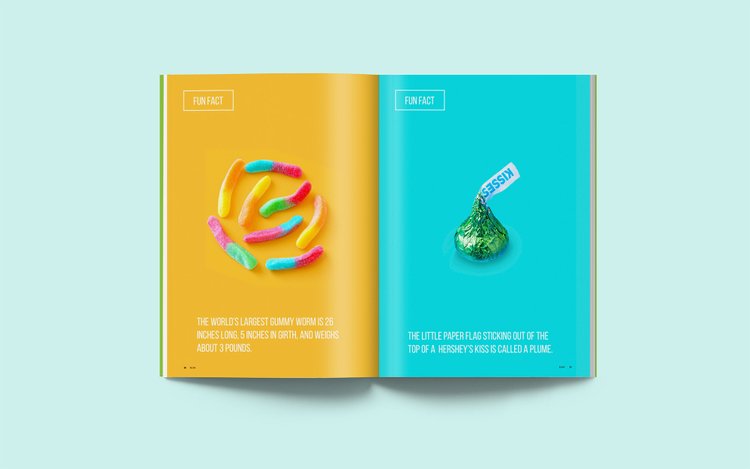 FUN FACT
THE WORLD'S LARGEST GUMMY WORM IS 26
INCHES LONG, 5 INCHES IN GIRTH, AND WEIGHS
ABOUT 3 POUNDS.
FUN FACT
KISSES
THE LITTLE PAPER FLAG STICKING OUT OF THE
TOP OF A HERSHEY'S KISS IS CALLED A PLUME.